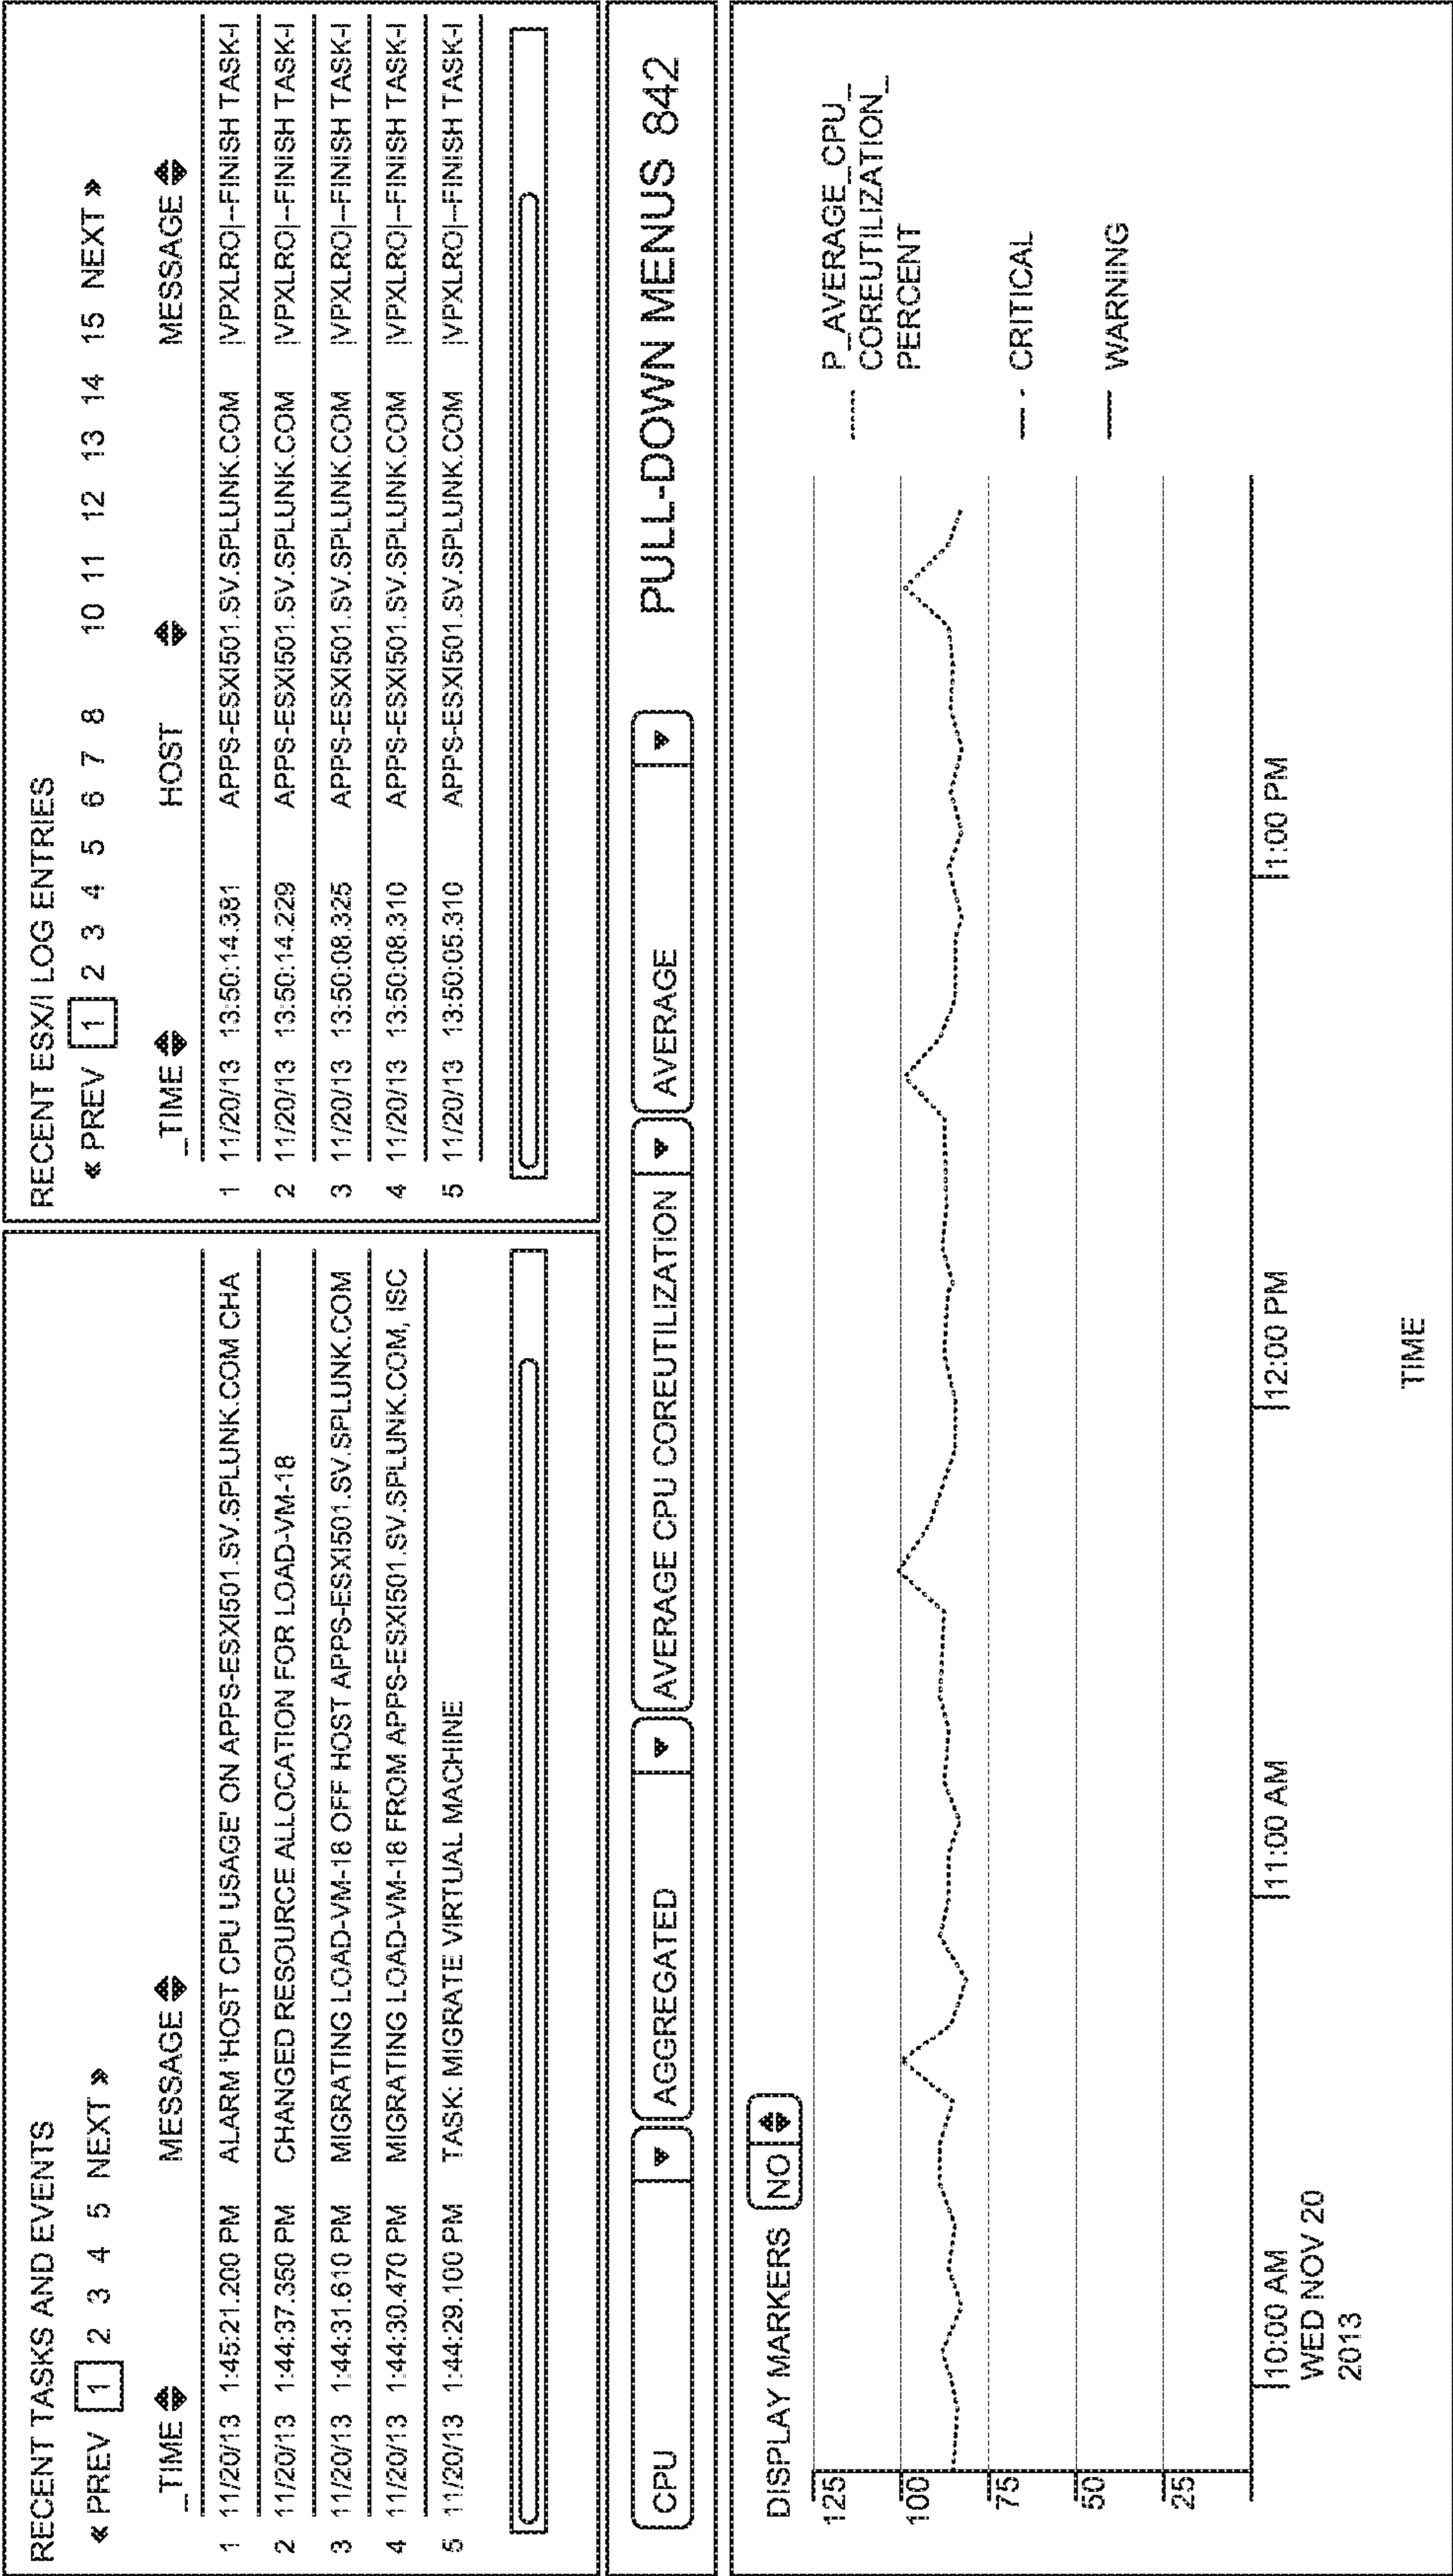 RECENT TASKS AND EVENTS
« PREV 1 2 3 4 5 NEXT »
_TIME MESSAGE
1 11/20/13 1:45:21.200 PM ALARM 'HOST CPU USAGE' ON APPS-ESXI501.SV.SPLUNK.COM CHA
2 11/20/13 1:44:37.350 PM CHANGED RESOURCE ALLOCATION FOR LOAD-VM-18
3 11/20/13 1:44:31.610 PM MIGRATING LOAD-VM-18 OFF HOST APPS-ESXI501.SV.SPLUNK.COM
4 11/20/13 1:44:30.470 PM MIGRATING LOAD-VM-18 FROM APPS-ESXI501.SV.SPLUNK.COM, ISC
5 11/20/13 1:44:29.100 PM TASK: MIGRATE VIRTUAL MACHINE
RECENT ESX/I LOG ENTRIES
« PREV 1 2 3 4 5 6 7 8 10 11 12 13 14 15 NEXT »
_TIME HOST MESSAGE
1 11/20/13 13:50:14.381 APPS-ESXI501.SV.SPLUNK.COM |VPXLRO|--FINISH TASK-I
2 11/20/13 13:50:14.229 APPS-ESXI501.SV.SPLUNK.COM |VPXLRO|--FINISH TASK-I
3 11/20/13 13:50:08.325 APPS-ESXI501.SV.SPLUNK.COM |VPXLRO|--FINISH TASK-I
4 11/20/13 13:50:08.310 APPS-ESXI501.SV.SPLUNK.COM |VPXLRO|--FINISH TASK-I
5 11/20/13 13:50:05.310 APPS-ESXI501.SV.SPLUNK.COM |VPXLRO|--FINISH TASK-I
CPU AGGREGATED AVERAGE CPU COREUTILIZATION AVERAGE PULL-DOWN MENUS 842
DISPLAY MARKERS NO
125
100
75
50
25
P_AVERAGE_CPU_
COREUTILIZATION_
PERCENT
CRITICAL
WARNING
10:00 AM 11:00 AM 12:00 PM 1:00 PM
WED NOV 20
2013
TIME